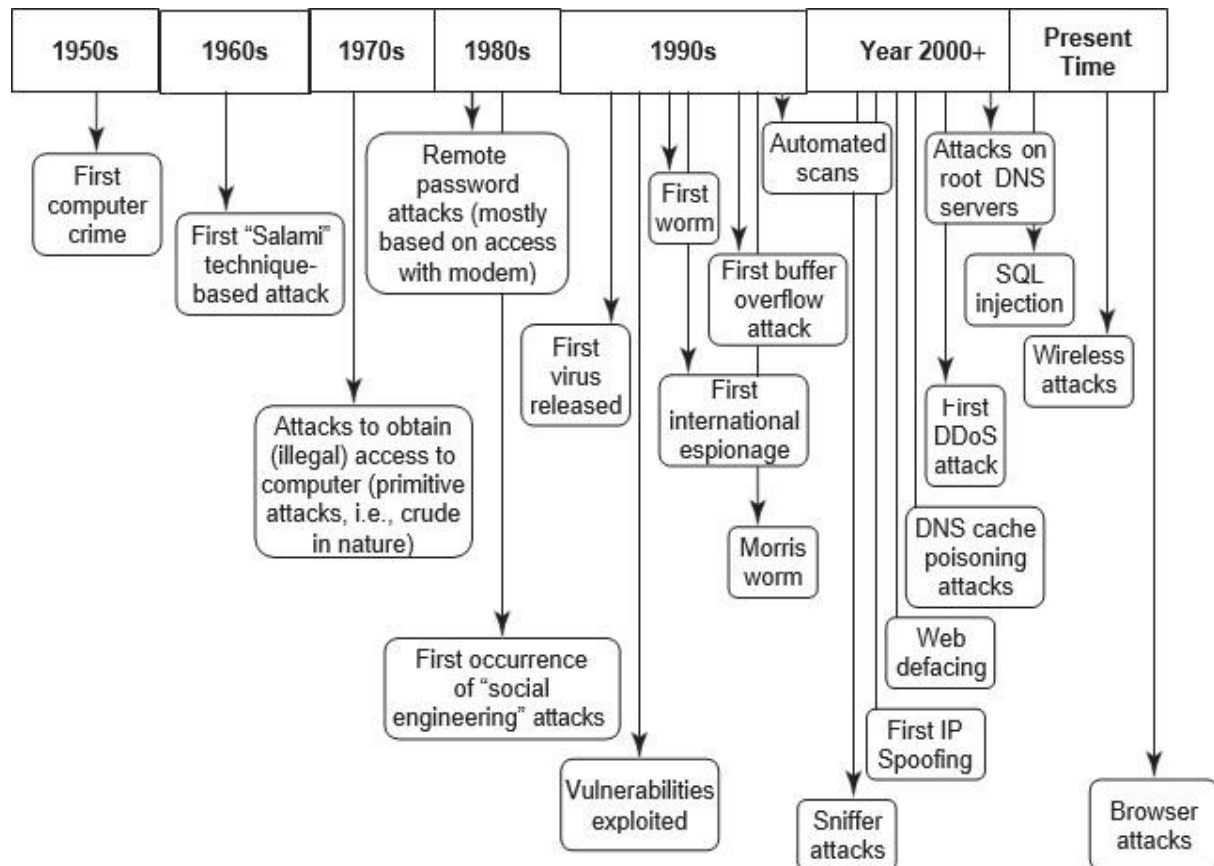 1950s
1960s
1970s
1980s
1990s
Year 2000+
Present
Time
First
computer
crime
First “Salami”
technique-
based attack
Attacks to obtain
(illegal) access to
computer (primitive
attacks, i.e., crude
in nature)
Remote
password
attacks (mostly
based on access
with modem)
First occurrence
of “social
engineering” attacks
First
virus
released
Vulnerabilities
exploited
First
worm
First
international
espionage
First buffer
overflow
attack
Morris
worm
Automated
scans
Sniffer
attacks
First IP
Spoofing
Web
defacing
DNS cache
poisoning
attacks
First
DDoS
attack
Attacks on
root DNS
servers
SQL
injection
Wireless
attacks
Browser
attacks